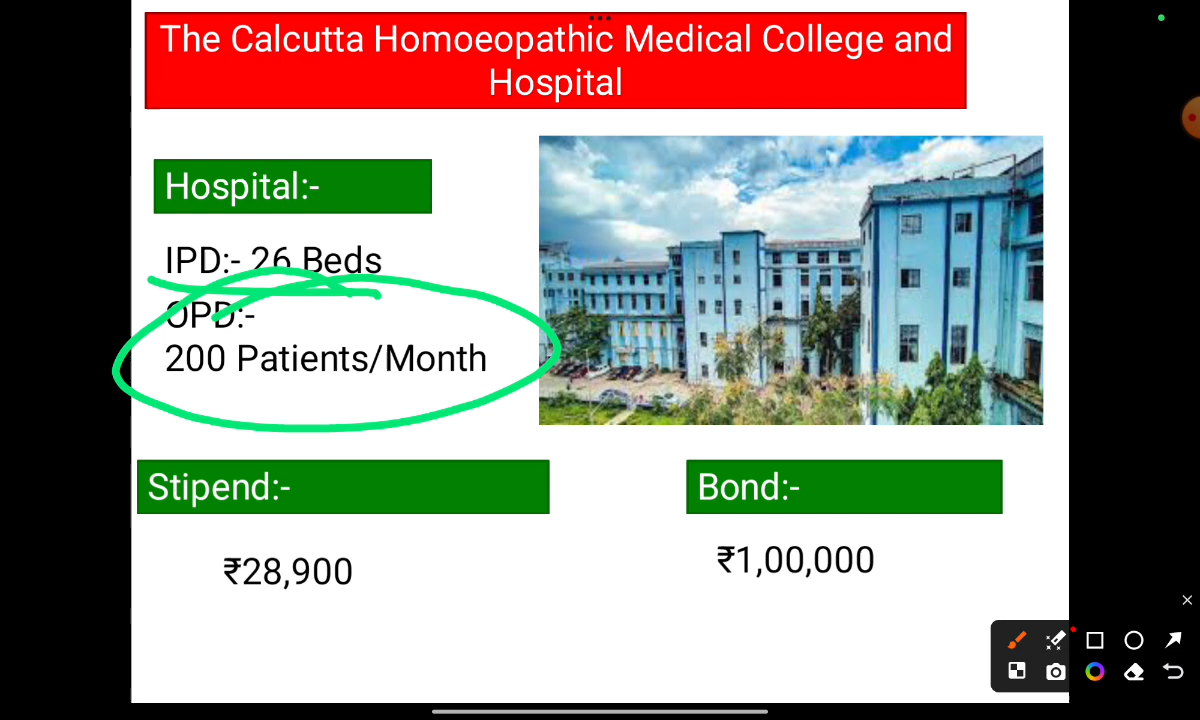 The Calcutta Homoeopathic Medical College and
Hospital
Hospital:-
IPD:- 26 Beds
OPD:-
200 Patients/Month
Stipend:-
Bond:-
₹28,900
₹1,00,000